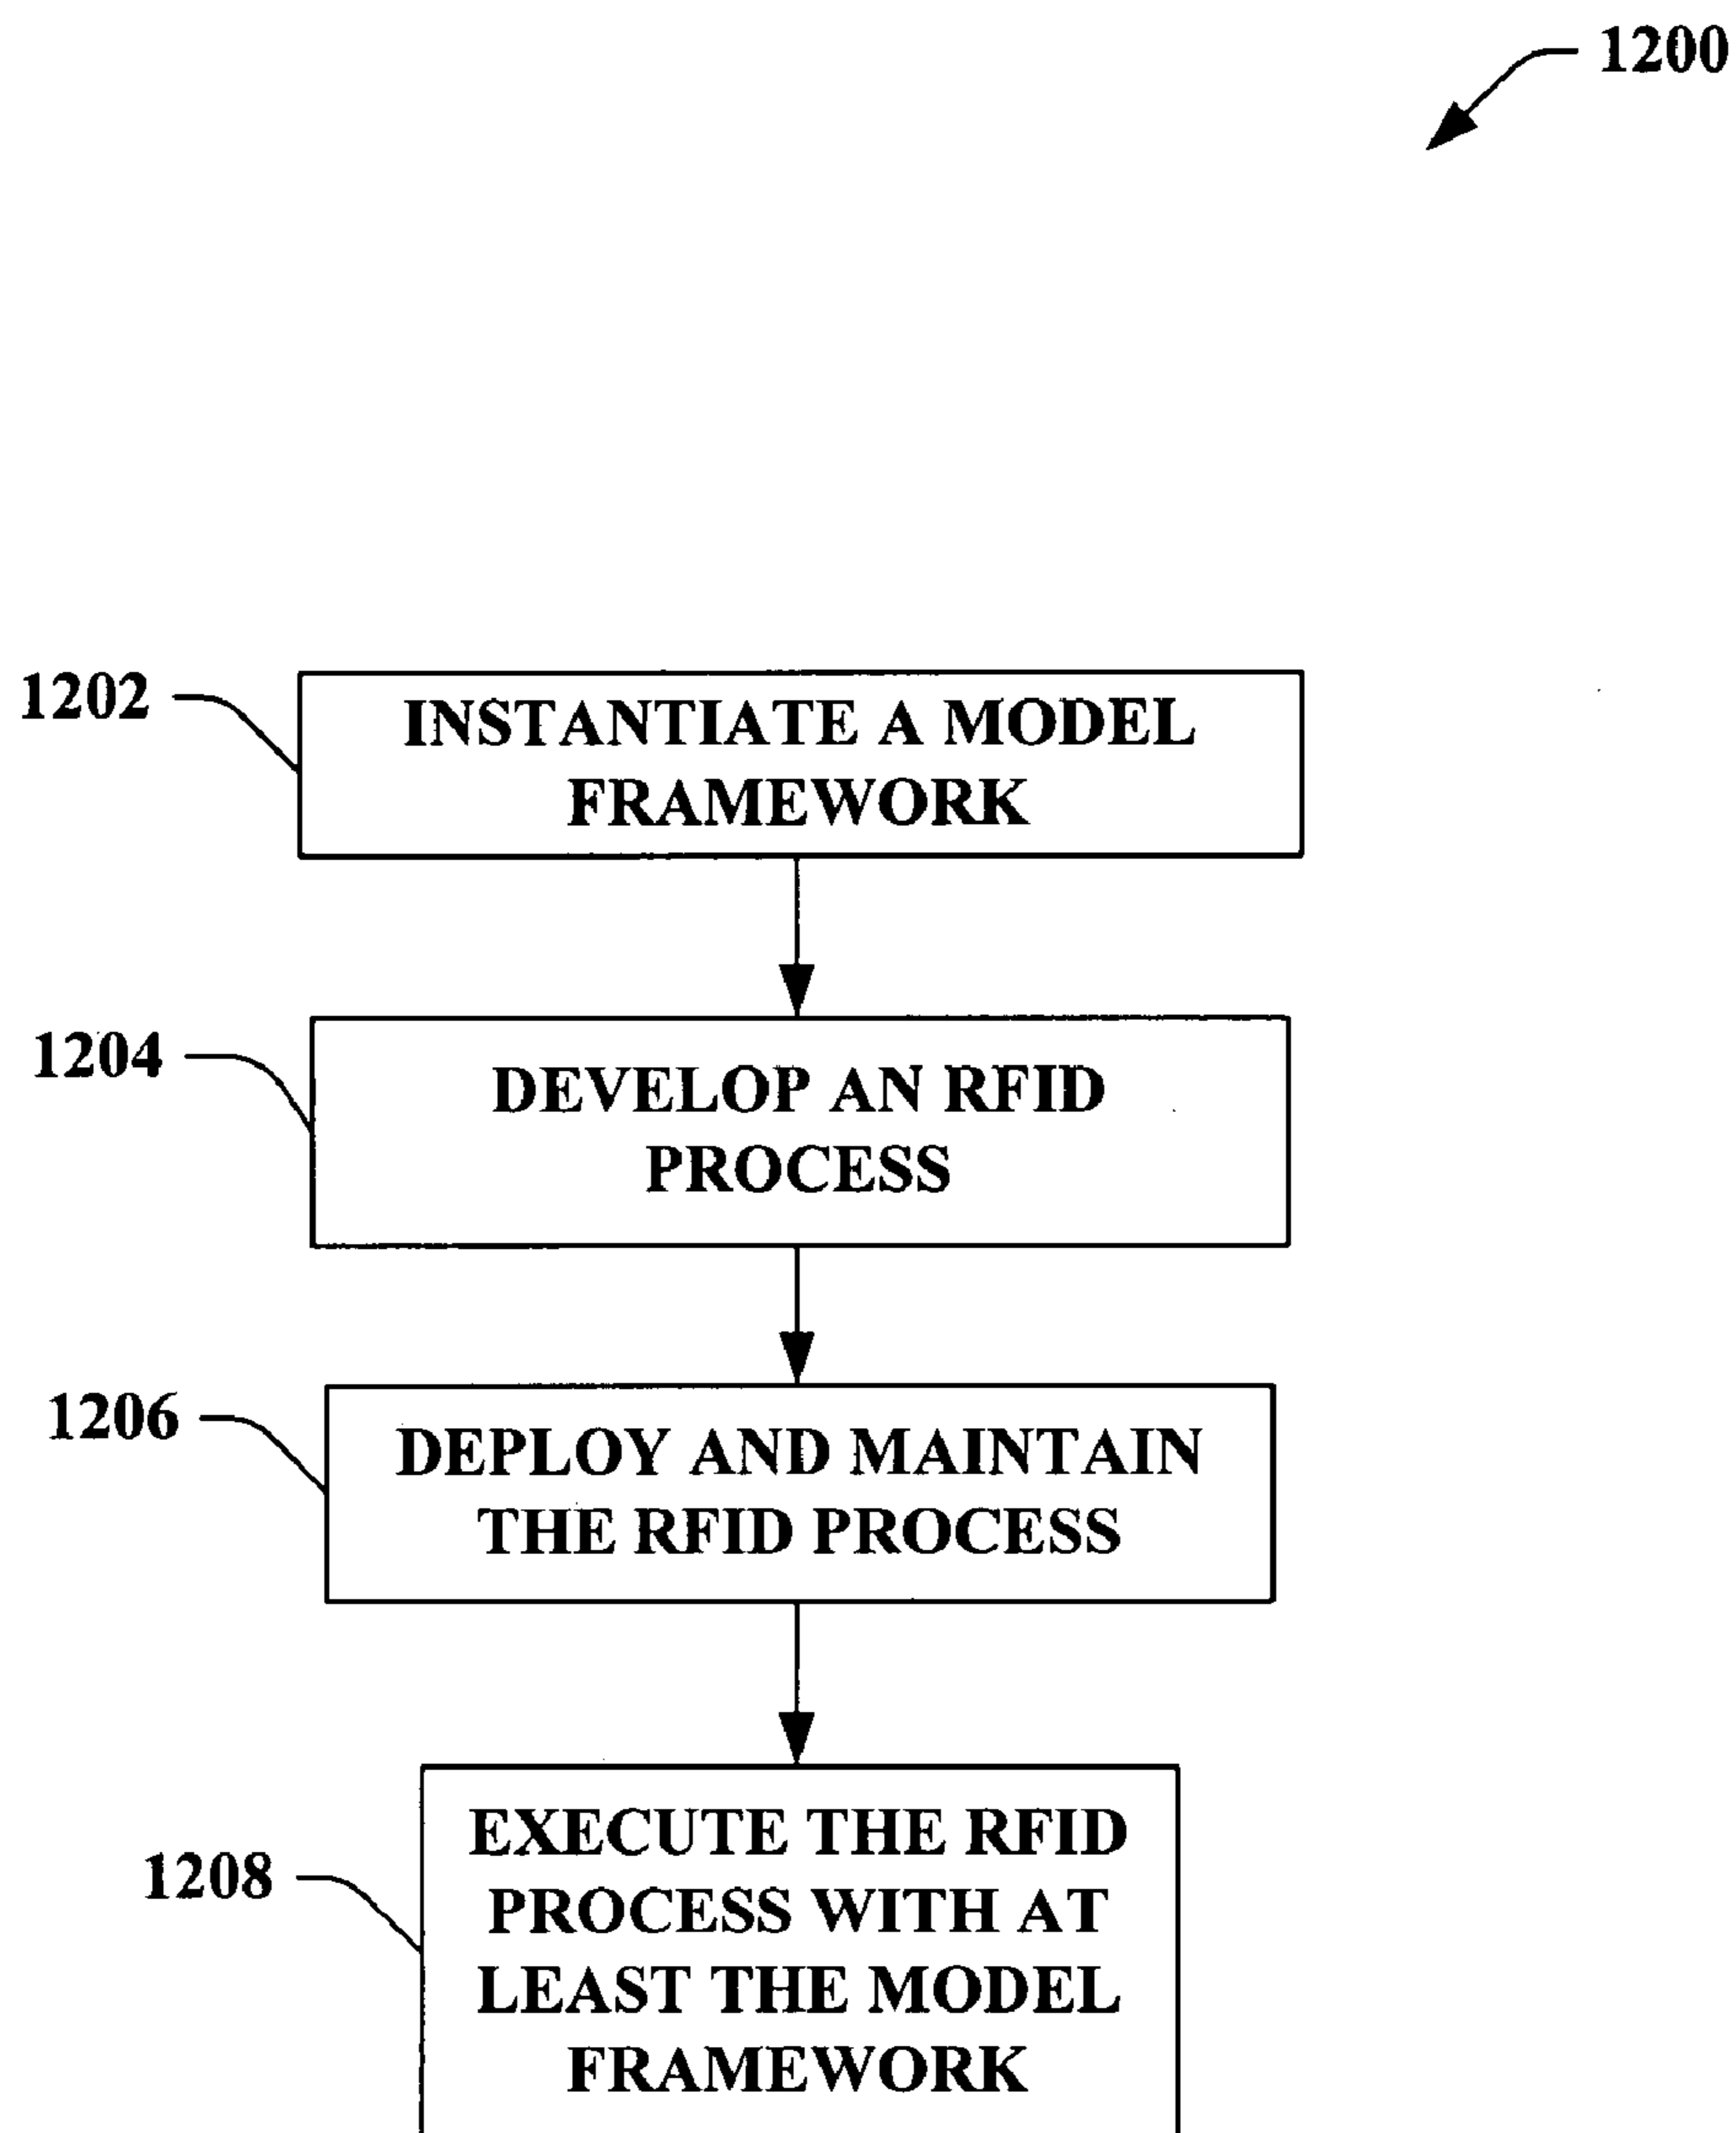 1200
1202
INSTANTIATE A MODEL
FRAMEWORK
1204
DEVELOP AN RFID
PROCESS
1206
DEPLOY AND MAINTAIN
THE RFID PROCESS
1208
EXECUTE THE RFID
PROCESS WITH AT
LEAST THE MODEL
FRAMEWORK